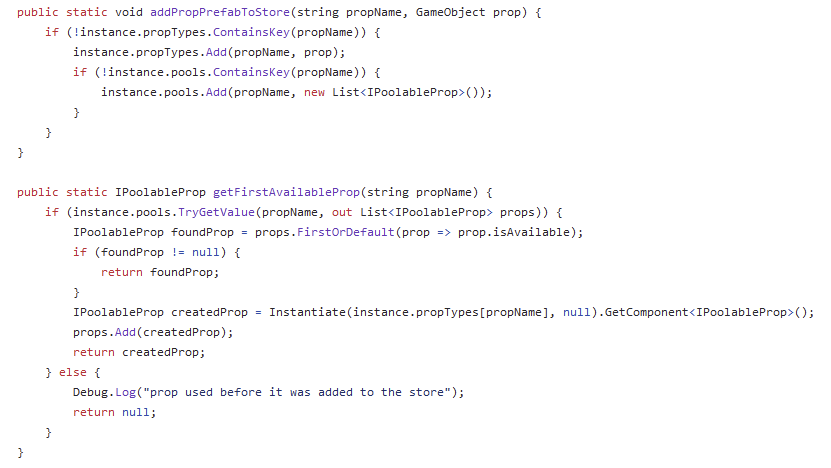 public static void addPropPrefabToStore(string propName, GameObject prop) {
    if (!instance.propTypes.ContainsKey(propName)) {
        instance.propTypes.Add(propName, prop);
        if (!instance.pools.ContainsKey(propName)) {
            instance.pools.Add(propName, new List<IPoolableProp>());
        }
    }
}

public static IPoolableProp getFirstAvailableProp(string propName) {
    if (instance.pools.TryGetValue(propName, out List<IPoolableProp> props)) {
        IPoolableProp foundProp = props.FirstOrDefault(prop => prop.isAvailable);
        if (foundProp != null) {
            return foundProp;
        }
        IPoolableProp createdProp = Instantiate(instance.propTypes[propName], null).GetComponent<IPoolableProp>();
        props.Add(createdProp);
        return createdProp;
    } else {
        Debug.Log("prop used before it was added to the store");
        return null;
    }
}